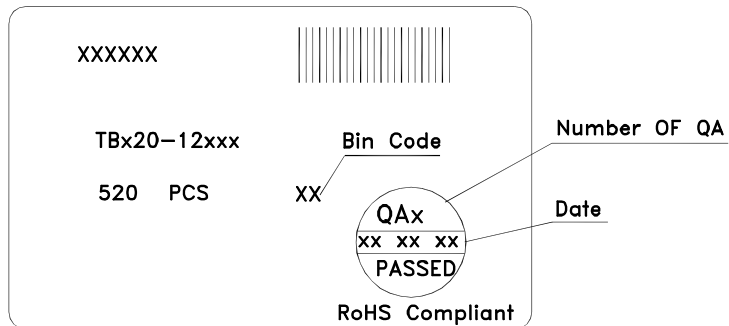 XXXXXX
TBx20-12xxx
Bin Code
Number OF QA
520 PCS XX
QAx
Date
xx xx xx
PASSED
RoHS Compliant